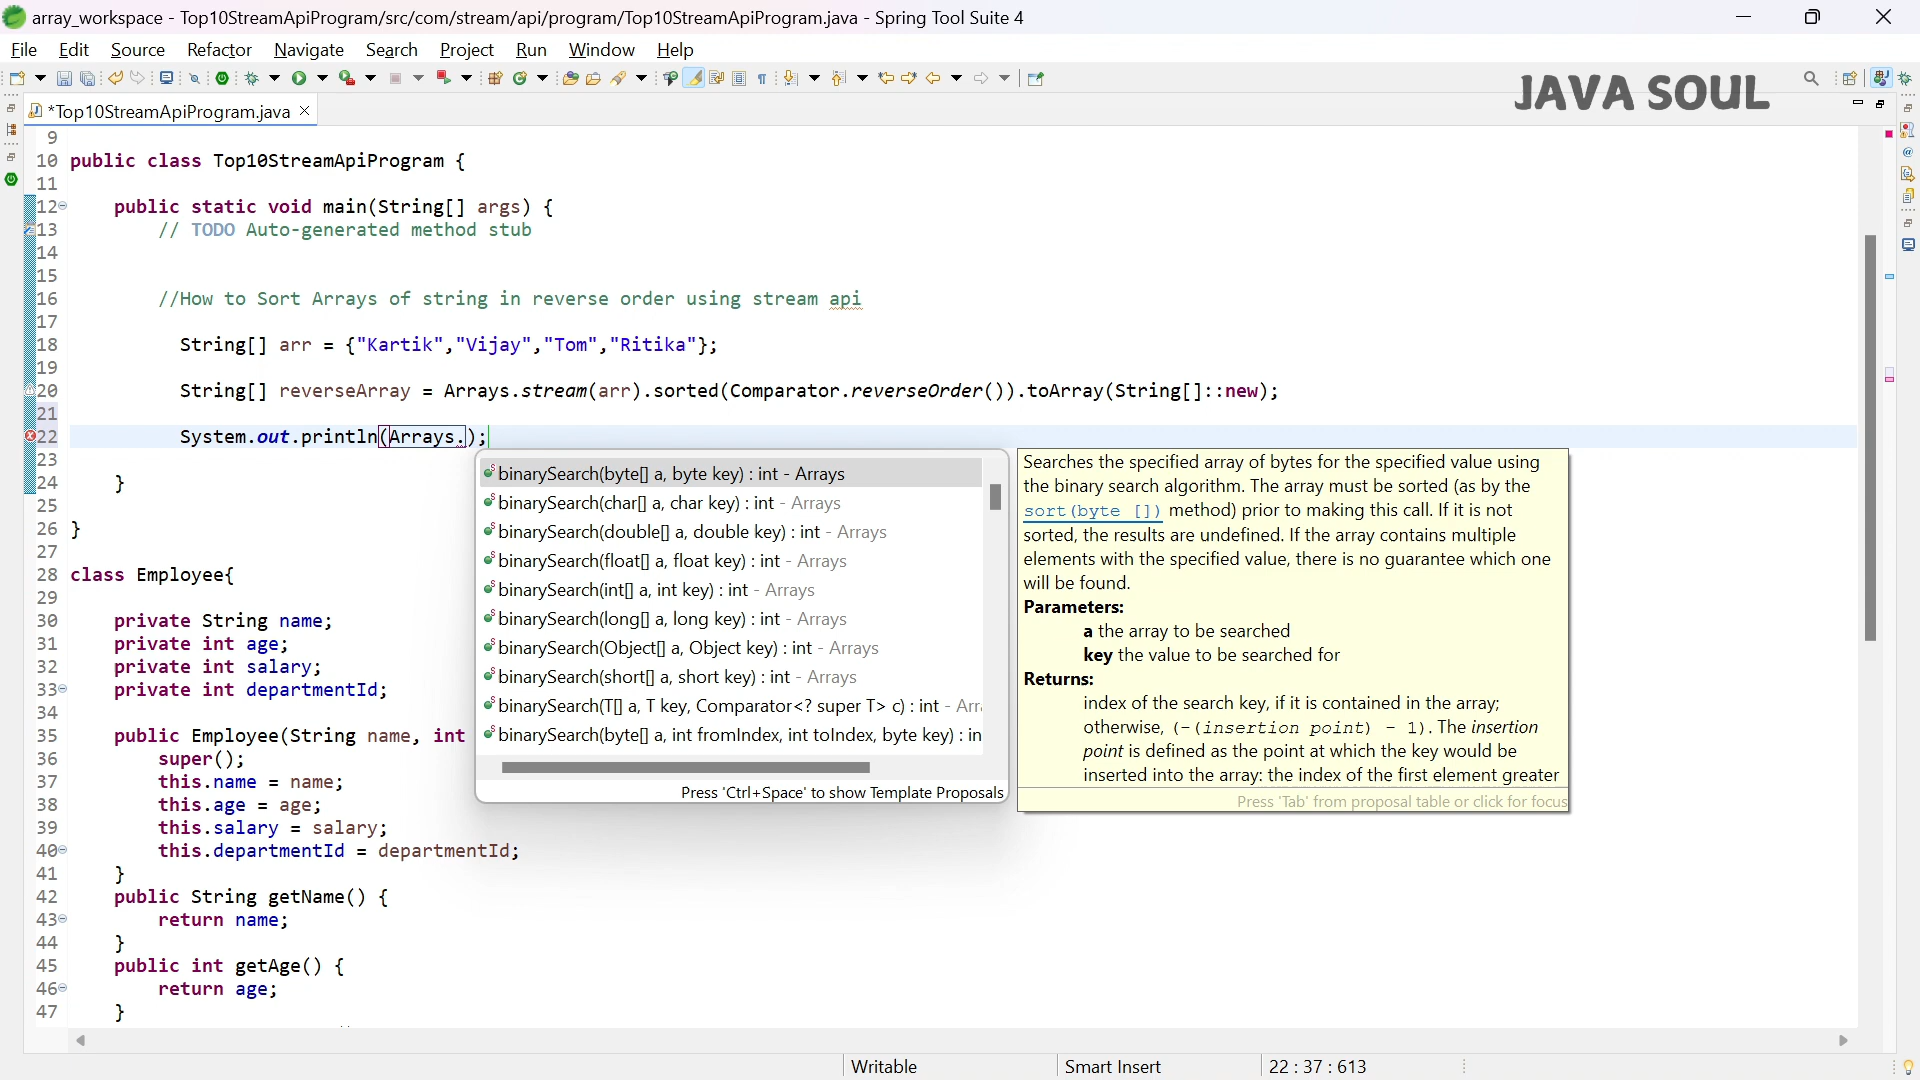 array_workspace - Top10StreamApiProgram/src/com/stream/api/program/Top10StreamApiProgram.java - Spring Tool Suite 4
File Edit Source Refactor Navigate Search Project Run Window Help
JAVA SOUL
*Top10StreamApiProgram.java
9
10 public class Top10StreamApiProgram {
11
12 public static void main(String[] args) {
13 // TODO Auto-generated method stub
14
15
16 //How to Sort Arrays of string in reverse order using stream api
17
18 String[] arr = {"Kartik","Vijay","Tom","Ritika"};
19
20 String[] reverseArray = Arrays.stream(arr).sorted(Comparator.reverseOrder()).toArray(String[]::new);
21
22 System.out.println(Arrays.);
23
24 }
25
26 }
27
28 class Employee{
29
30 private String name;
31 private int age;
32 private int salary;
33 private int departmentId;
34
35 public Employee(String name, int
36 super();
37 this.name = name;
38 this.age = age;
39 this.salary = salary;
40 this.departmentId = departmentId;
41 }
42 public String getName() {
43 return name;
44 }
45 public int getAge() {
46 return age;
47 }
binarySearch(byte[] a, byte key) : int - Arrays
binarySearch(char[] a, char key) : int - Arrays
binarySearch(double[] a, double key) : int - Arrays
binarySearch(float[] a, float key) : int - Arrays
binarySearch(int[] a, int key) : int - Arrays
binarySearch(long[] a, long key) : int - Arrays
binarySearch(Object[] a, Object key) : int - Arrays
binarySearch(short[] a, short key) : int - Arrays
binarySearch(T[] a, T key, Comparator<? super T> c) : int - Arr
binarySearch(byte[] a, int fromIndex, int toIndex, byte key) : in
Press 'Ctrl+Space' to show Template Proposals
Searches the specified array of bytes for the specified value using
the binary search algorithm. The array must be sorted (as by the
sort(byte []) method) prior to making this call. If it is not
sorted, the results are undefined. If the array contains multiple
elements with the specified value, there is no guarantee which one
will be found.
Parameters:
a the array to be searched
key the value to be searched for
Returns:
index of the search key, if it is contained in the array;
otherwise, (-(insertion point) - 1). The insertion
point is defined as the point at which the key would be
inserted into the array: the index of the first element greater
Press 'Tab' from proposal table or click for focus
Writable Smart Insert 22 : 37 : 613